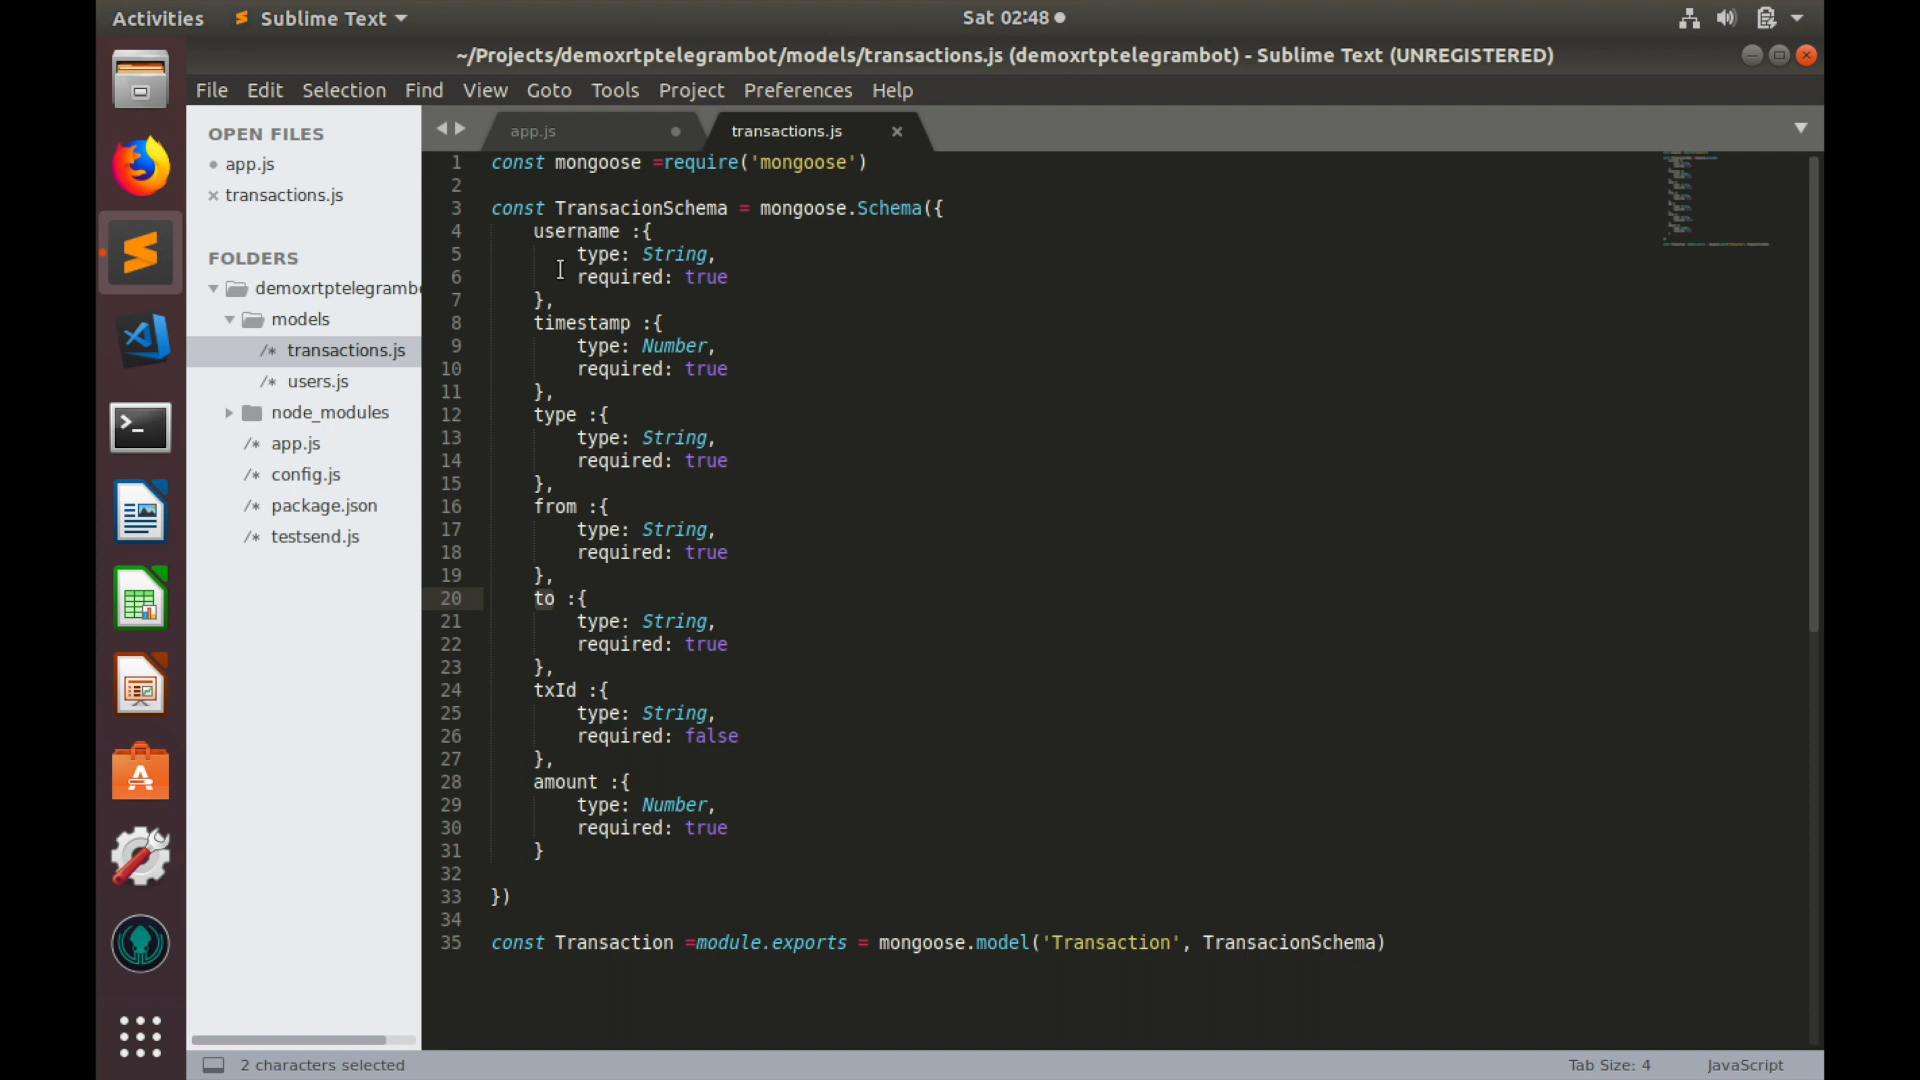 Activities
Sublime Text
Sat 02:48
~/Projects/demoxrtptelegrambot/models/transactions.js (demoxrtptelegrambot) - Sublime Text (UNREGISTERED)
File Edit Selection Find View Goto Tools Project Preferences Help
OPEN FILES
app.js
transactions.js
FOLDERS
demoxrtptelegrambo
models
/* transactions.js
/* users.js
node_modules
/* app.js
/* config.js
/* package.json
/* testsend.js
app.js
transactions.js
1 const mongoose =require('mongoose')
2
3 const TransacionSchema = mongoose.Schema({
4 username :{
5 type: String,
6 required: true
7 },
8 timestamp :{
9 type: Number,
10 required: true
11 },
12 type :{
13 type: String,
14 required: true
15 },
16 from :{
17 type: String,
18 required: true
19 },
20 to :{
21 type: String,
22 required: true
23 },
24 txId :{
25 type: String,
26 required: false
27 },
28 amount :{
29 type: Number,
30 required: true
31 }
32
33 })
34
35 const Transaction =module.exports = mongoose.model('Transaction', TransacionSchema)
2 characters selected
Tab Size: 4
JavaScript